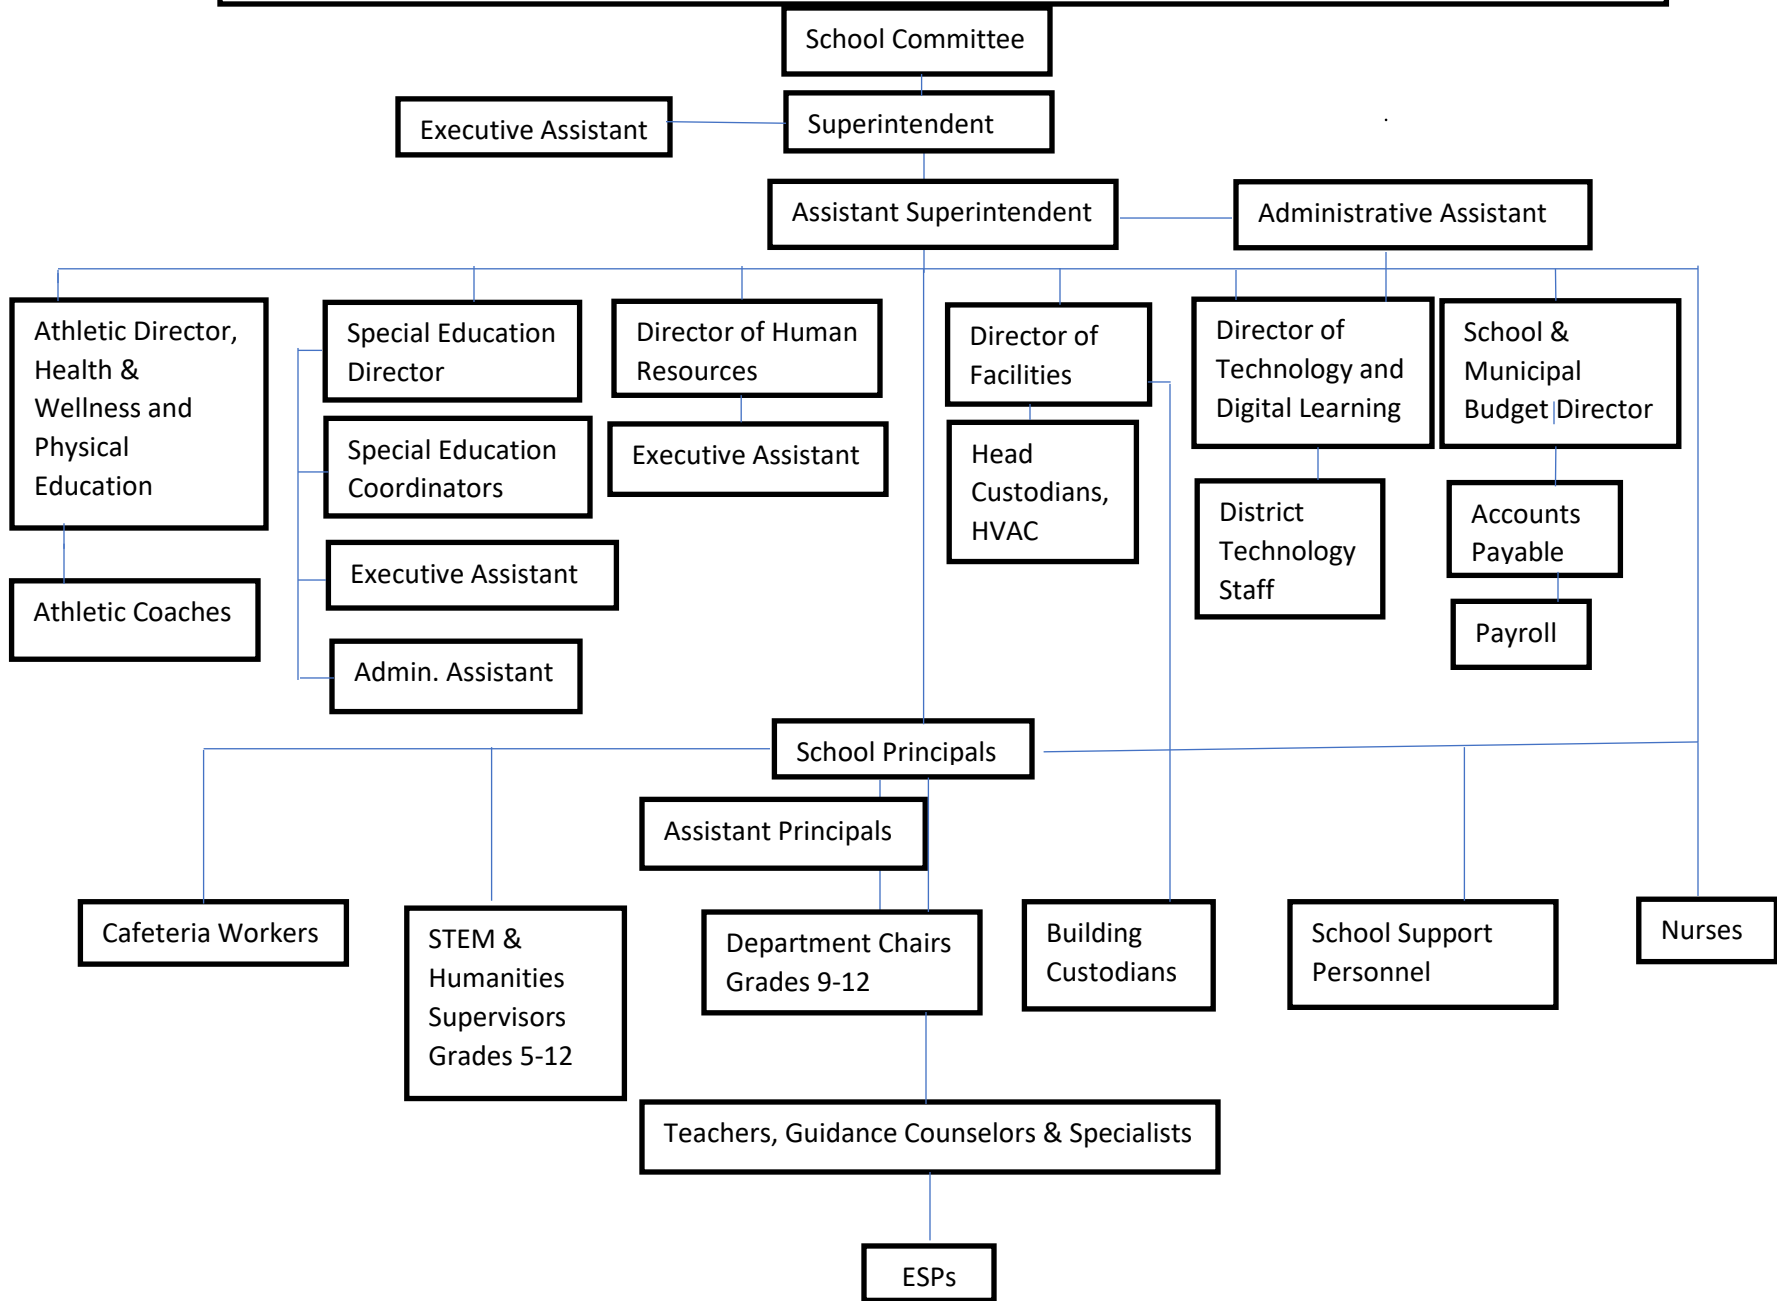 School Committee
Executive Assistant
Superintendent
Assistant Superintendent
Administrative Assistant
Athletic Director,
Health &
Wellness and
Physical
Education
Special Education
Director
Director of Human
Resources
Director of
Facilities
Director of
Technology and
Digital Learning
School &
Municipal
Budget Director
Special Education
Coordinators
Executive Assistant
Head
Custodians,
HVAC
District
Technology
Staff
Accounts
Payable
Executive Assistant
Athletic Coaches
Payroll
Admin. Assistant
School Principals
Assistant Principals
Cafeteria Workers
STEM &
Humanities
Supervisors
Grades 5-12
Department Chairs
Grades 9-12
Building
Custodians
School Support
Personnel
Nurses
Teachers, Guidance Counselors & Specialists
ESPs